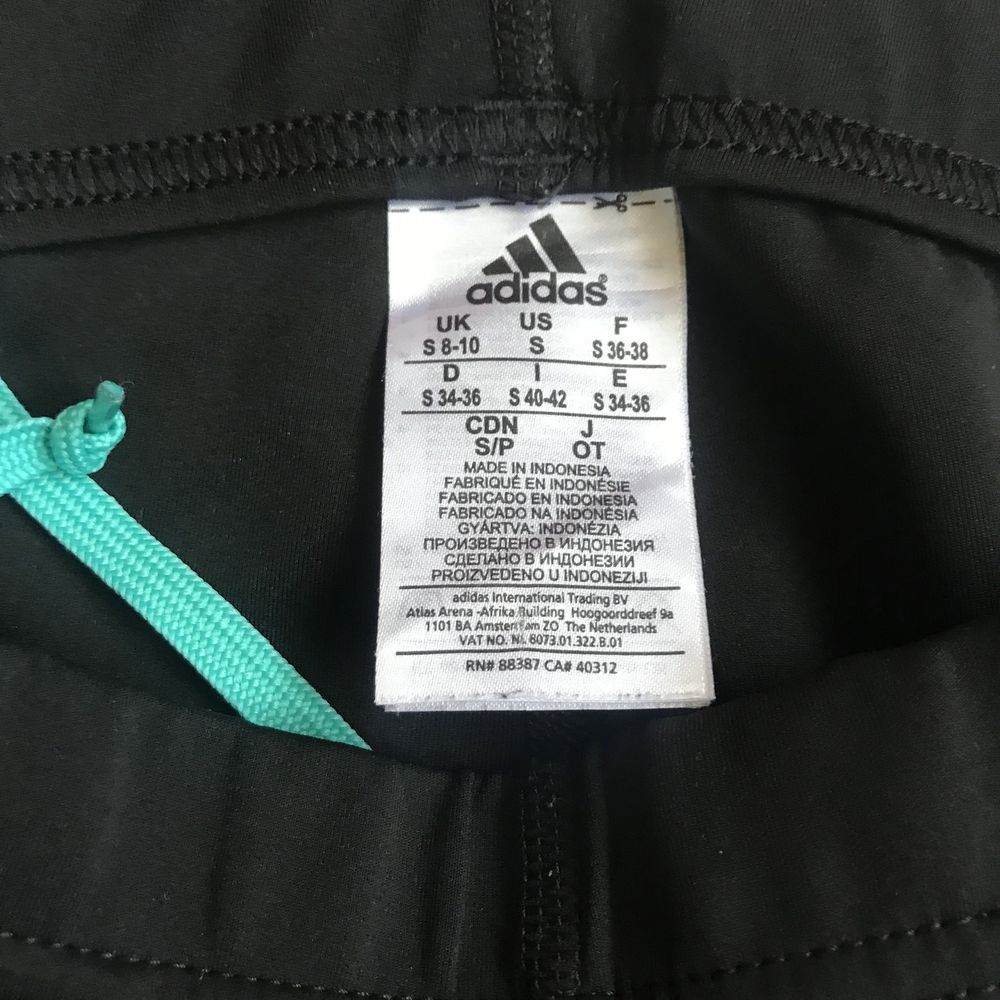 adidas®
UK US F
S 8-10 S S 36-38
D I E
S 34-36 S 40-42 S 34-36
CDN J
S/P OT
MADE IN INDONESIA
FABRIQUÉ EN INDONÉSIE
FABRICADO EN INDONESIA
FABRICADO NA INDONÉSIA
GYÁRTVA: INDONÉZIA
ПРОИЗВЕДЕНО В ИНДОНЕЗИЯ
СДЕЛАНО В ИНДОНЕЗИИ
PROIZVEDENO U INDONEZIJI
adidas International Trading BV
Atlas Arena -Afrika Building Hoogoorddreef 9a
1101 BA Amsterdam ZO The Netherlands
VAT NO. NL 8073.01.322.B.01
RN# 88387 CA# 40312